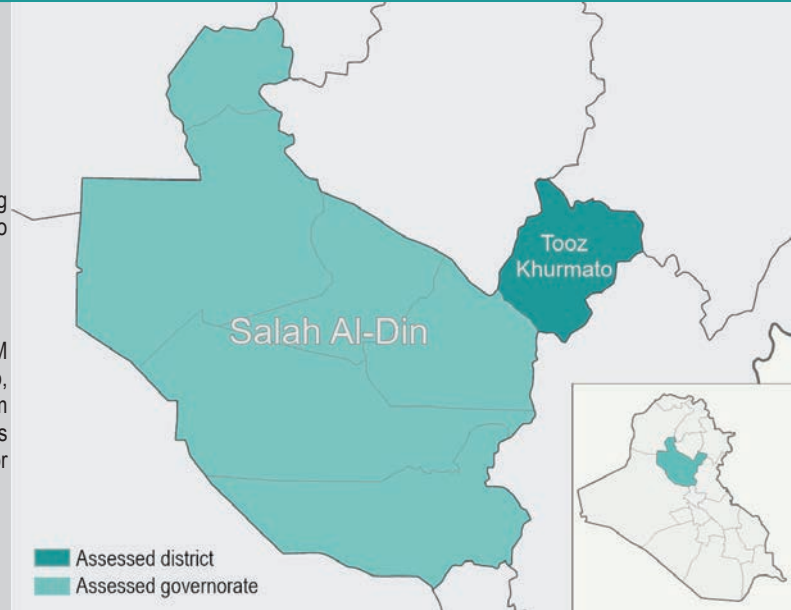 Tooz
Khurmato
Salah Al-Din
Assessed district
Assessed governorate